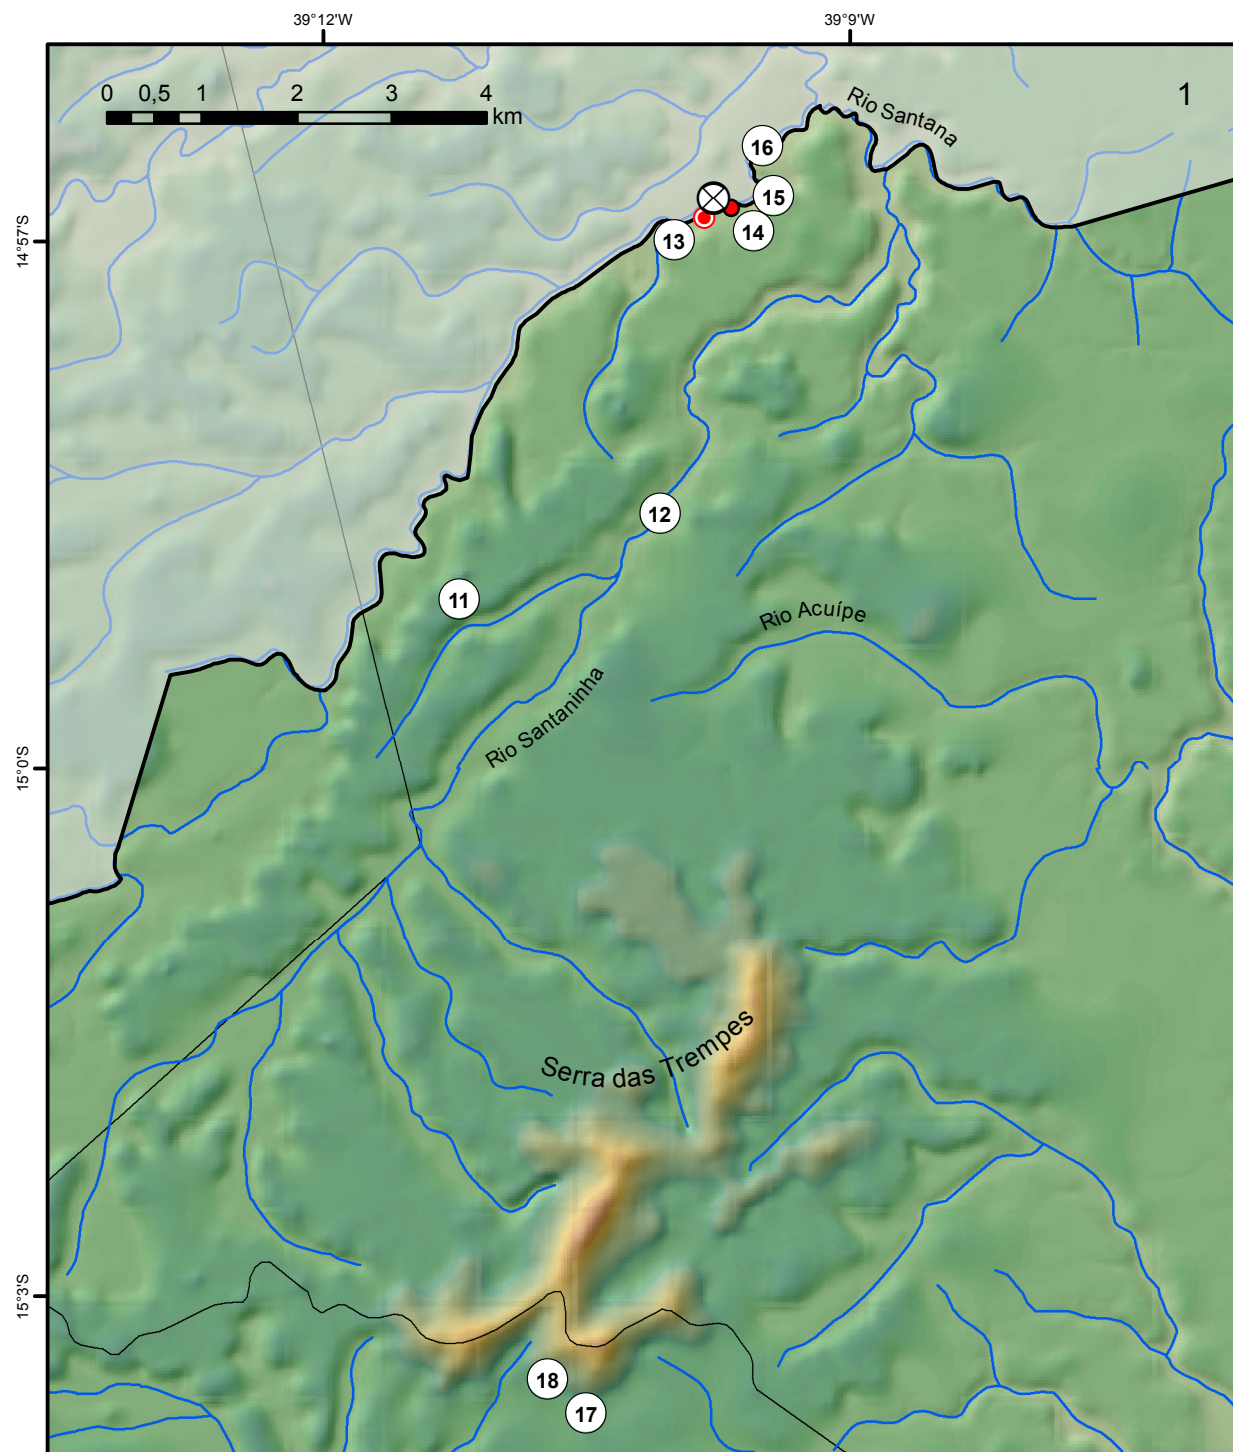 39°12'W
39°9'W
0 0,5 1 2 3 4
km
1
Rio Santana
16
15
14
13
14°57'S
12
11
Rio Acuípe
Rio Santaninha
15°0'S
Serra das Trempes
15°3'S
18
17